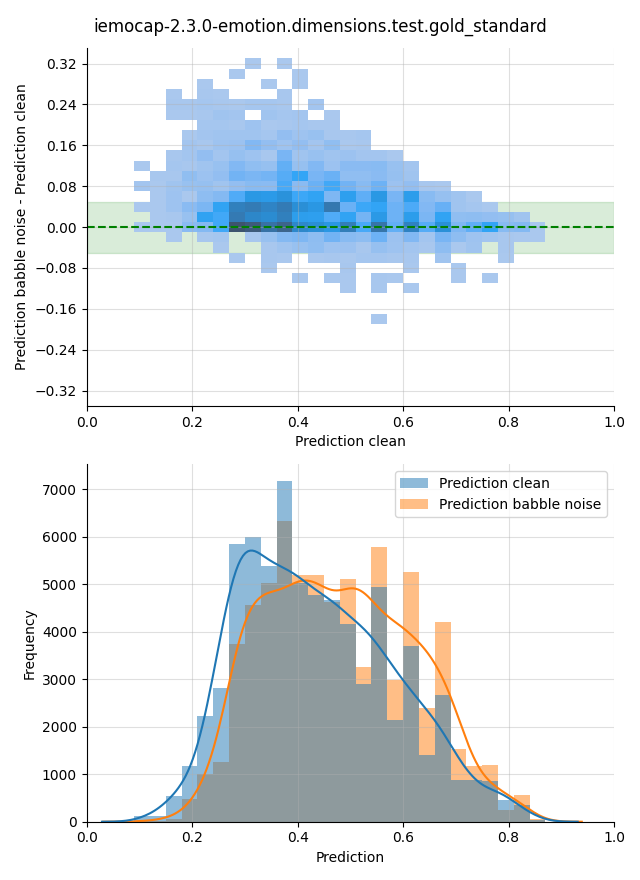 iemocap-2.3.0-emotion.dimensions.test.gold_standard
0.32
0.24
0.16
0.08
0.00
−0.08
−0.16
−0.24
−0.32
Prediction babble noise - Prediction clean
0.0 0.2 0.4 0.6 0.8 1.0
Prediction clean
Prediction clean
Prediction babble noise
7000
6000
5000
4000
3000
2000
1000
0
Frequency
0.0 0.2 0.4 0.6 0.8 1.0
Prediction